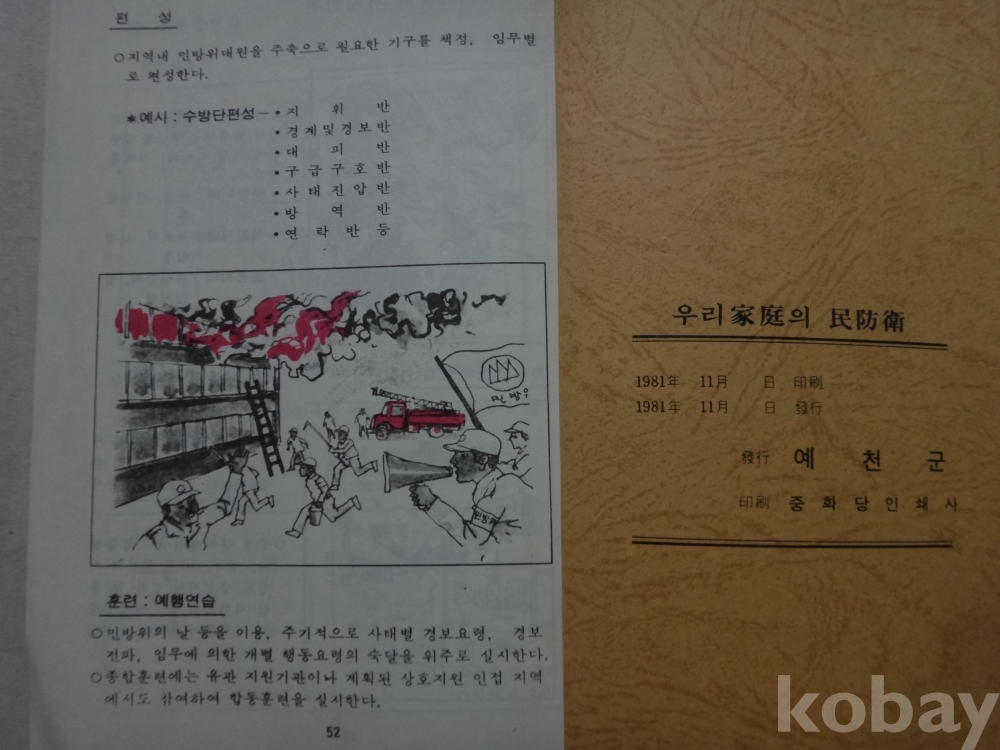 편 성
○지역내 민방위대원을 주축으로 필요한 기구를 책정, 임무별
로 편성한다.
*예시 : 수방단편성— • 지 휘 반
• 경계및경보반
• 대 피 반
• 구급구호반
• 사태진압반
• 방 역 반
• 연 락 반 등
민방우
민방위
훈련 : 예행연습
○민방위의 날 등을 이용, 주기적으로 사태별 경보요령, 경보
전파, 임무에 의한 개별 행동요령의 숙달을 위주로 실시한다.
○종합훈련에는 유관 지원기관이나 계획된 상호지원 인접 지역
에서도 참여하여 합동훈련을 실시한다.
52
우리家庭의 民防衛
1981年 11月 日 印刷
1981年 11月 日 發行
發行 예 천 군
印刷 중화당인쇄사
kobay